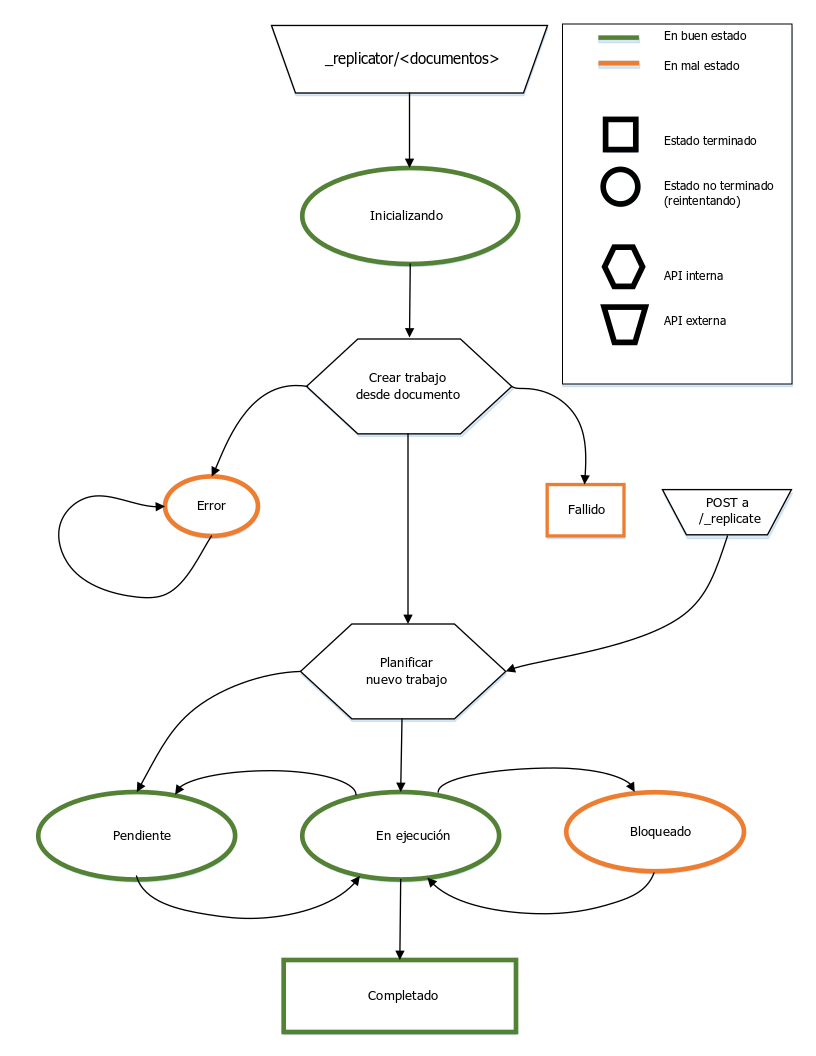 _replicator/<documentos>
En buen estado
En mal estado
Estado terminado
Estado no terminado
(reintentando)
API interna
API externa
Inicializando
Crear trabajo
desde documento
Error
Fallido
POST a
/_replicate
Planificar
nuevo trabajo
Pendiente
En ejecución
Bloqueado
Completado